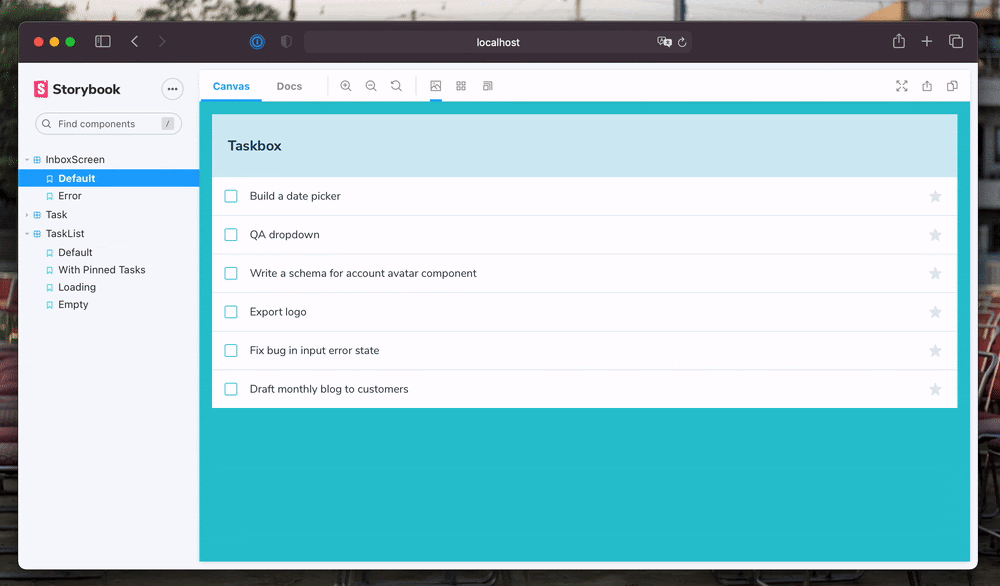 localhost
Storybook
Find components /
InboxScreen
Default
Error
Task
TaskList
Default
With Pinned Tasks
Loading
Empty
Canvas Docs
Taskbox
Build a date picker
QA dropdown
Write a schema for account avatar component
Export logo
Fix bug in input error state
Draft monthly blog to customers